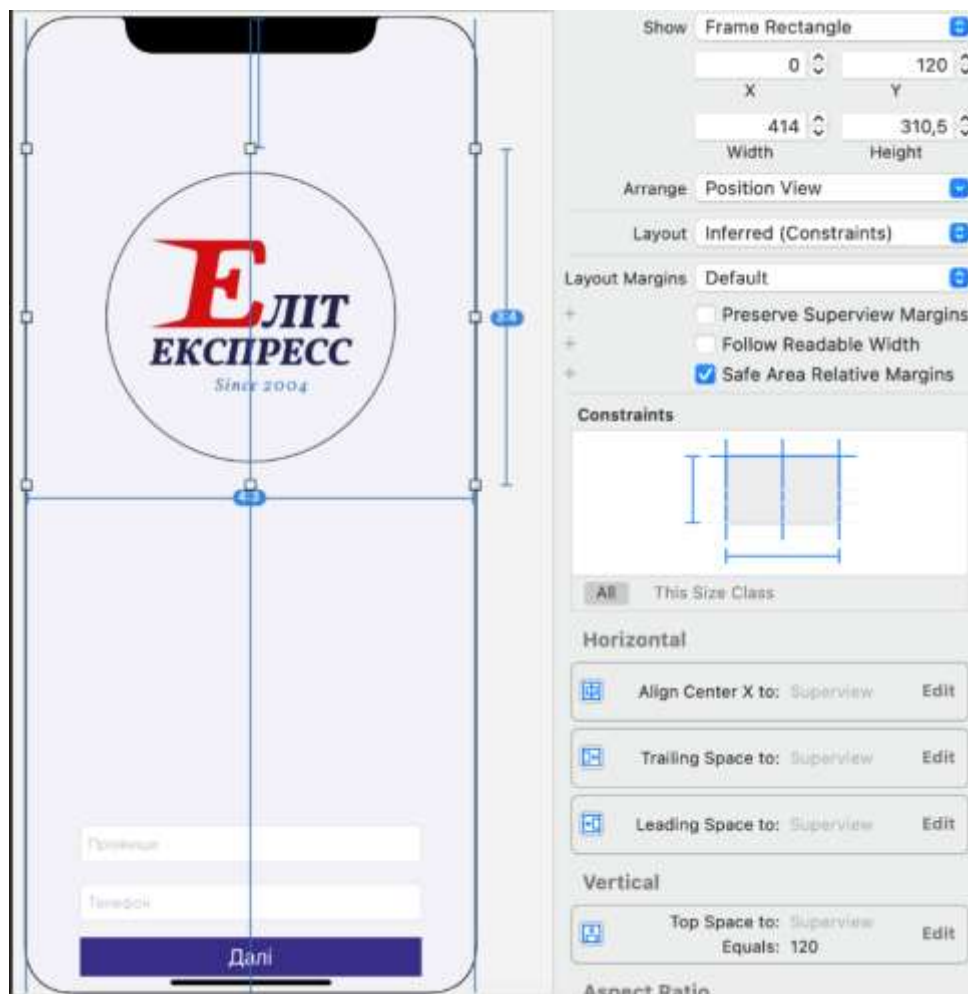 Show Frame Rectangle
0 120
X Y
414 310,5
Width Height
Arrange Position View
Layout Inferred (Constraints)
Layout Margins Default
Preserve Superview Margins
Follow Readable Width
Safe Area Relative Margins
Constraints
All This Size Class
Horizontal
Align Center X to: Superview Edit
Trailing Space to: Superview Edit
Leading Space to: Superview Edit
Vertical
Top Space to: Superview Edit
Equals: 120
Aspect Ratio
ЕЛІТ
ЕКСПРЕСС
Since 2004
3:4
Телефон
Далі